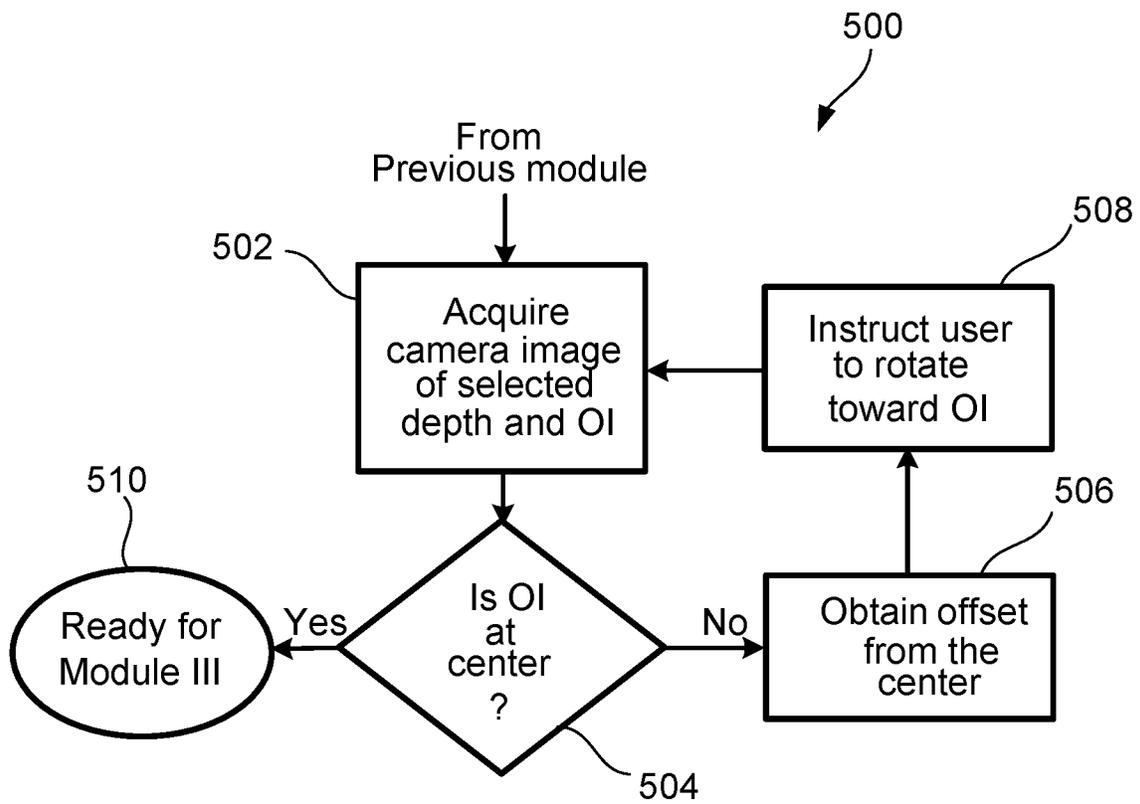 500
From
Previous module
502
Acquire
camera image
of selected
depth and OI
508
Instruct user
to rotate
toward OI
510
Ready for
Module III
Yes
Is OI
at
center
?
504
No
506
Obtain offset
from the
center